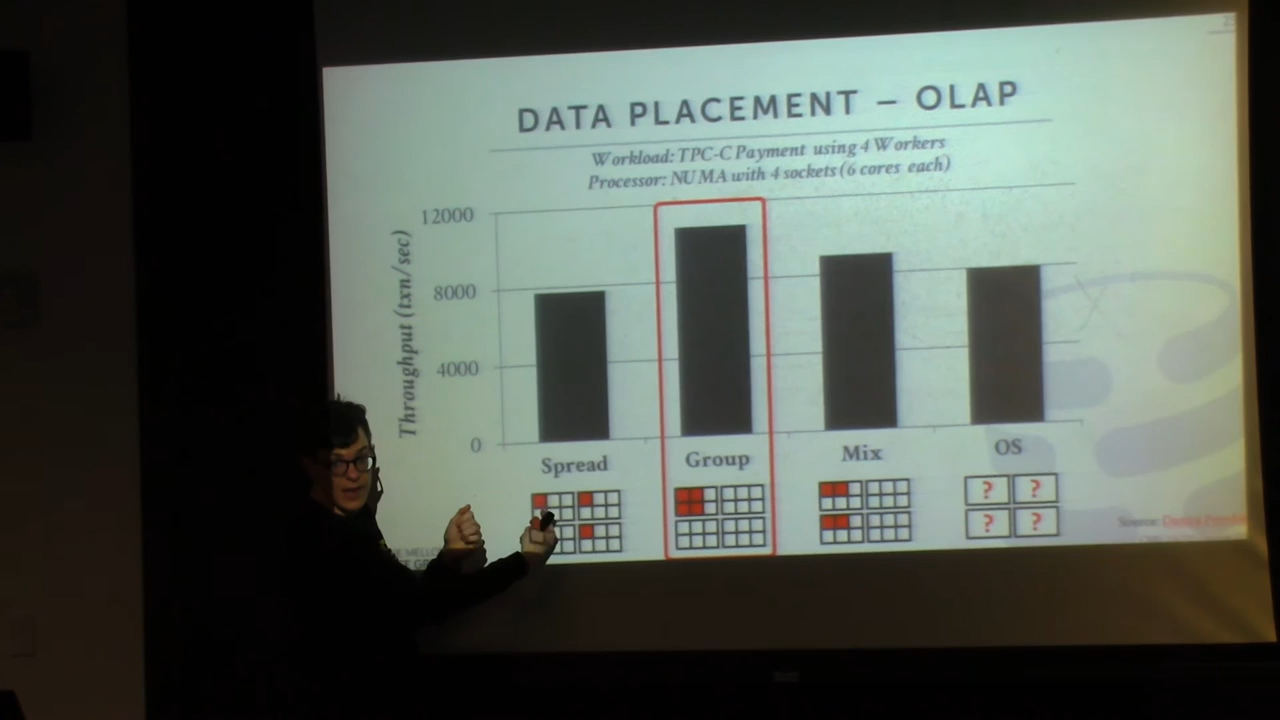 25
DATA PLACEMENT – OLAP
Workload: TPC-C Payment using 4 Workers
Processor: NUMA with 4 sockets (6 cores each)
Throughput (txn/sec)
12000
8000
4000
0
Spread
Group
Mix
OS
? ?
? ?
Source: